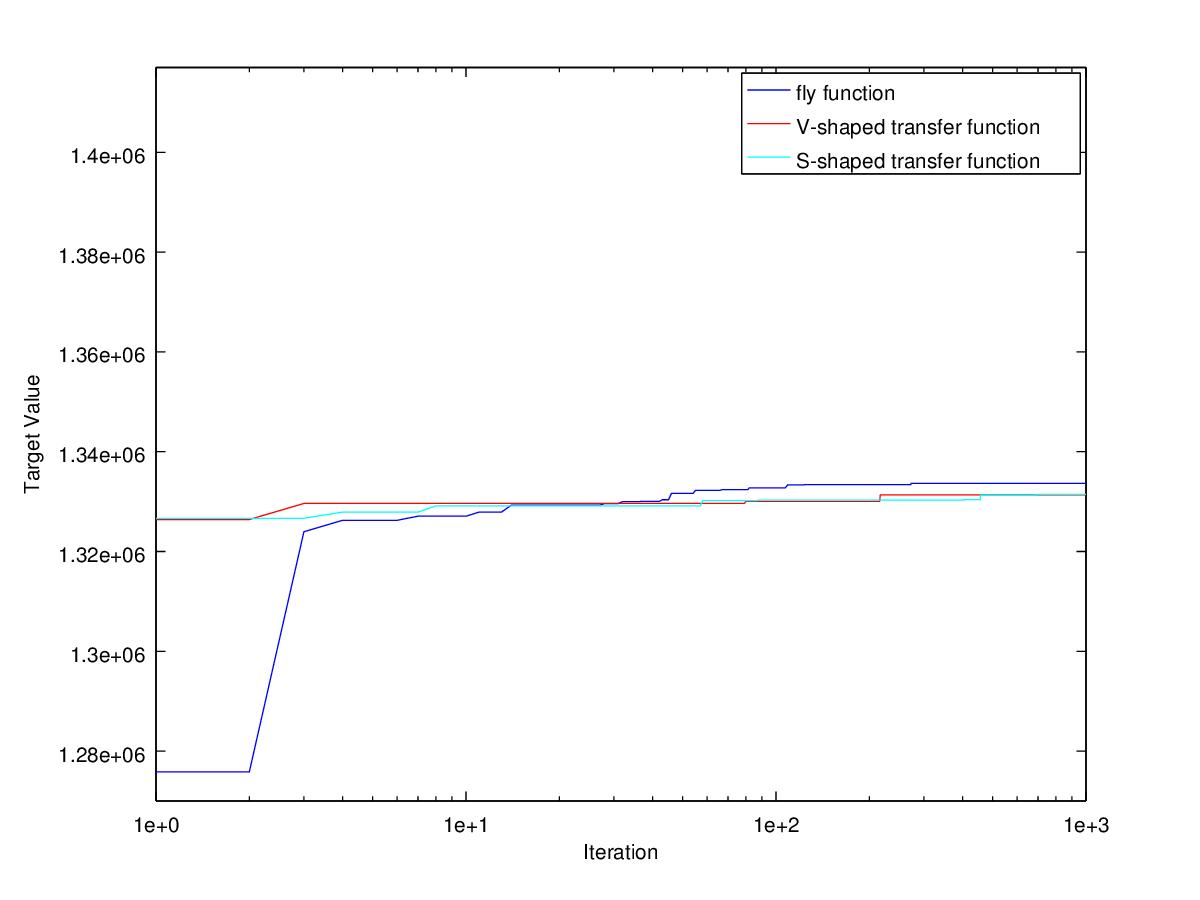 fly function
V-shaped transfer function
S-shaped transfer function
1.4e+06
1.38e+06
1.36e+06
1.34e+06
1.32e+06
1.3e+06
1.28e+06
Target Value
1e+0 1e+1 1e+2 1e+3
Iteration